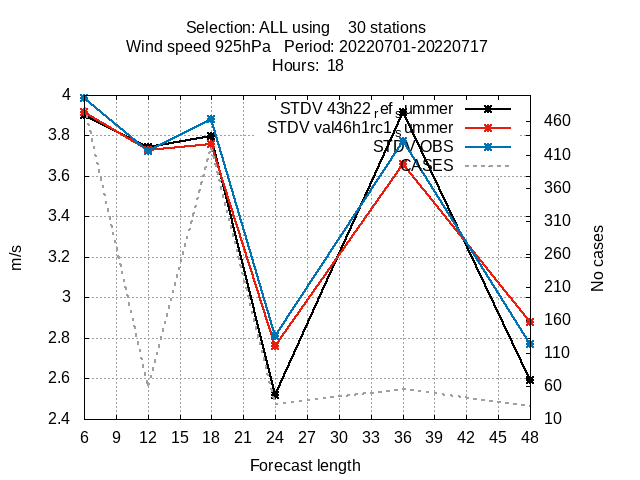 Selection: ALL using    30 stations
Wind speed 925hPa   Period: 20220701-20220717
Hours:  18
STDV 43h22_ref_summer
STDV val46h1rc1_summer
STDV OBS
CASES
4
3.8
3.6
3.4
3.2
3
2.8
2.6
2.4
m/s
460
410
360
310
260
210
160
110
60
10
No cases
6 9 12 15 18 21 24 27 30 33 36 39 42 45 48
Forecast length